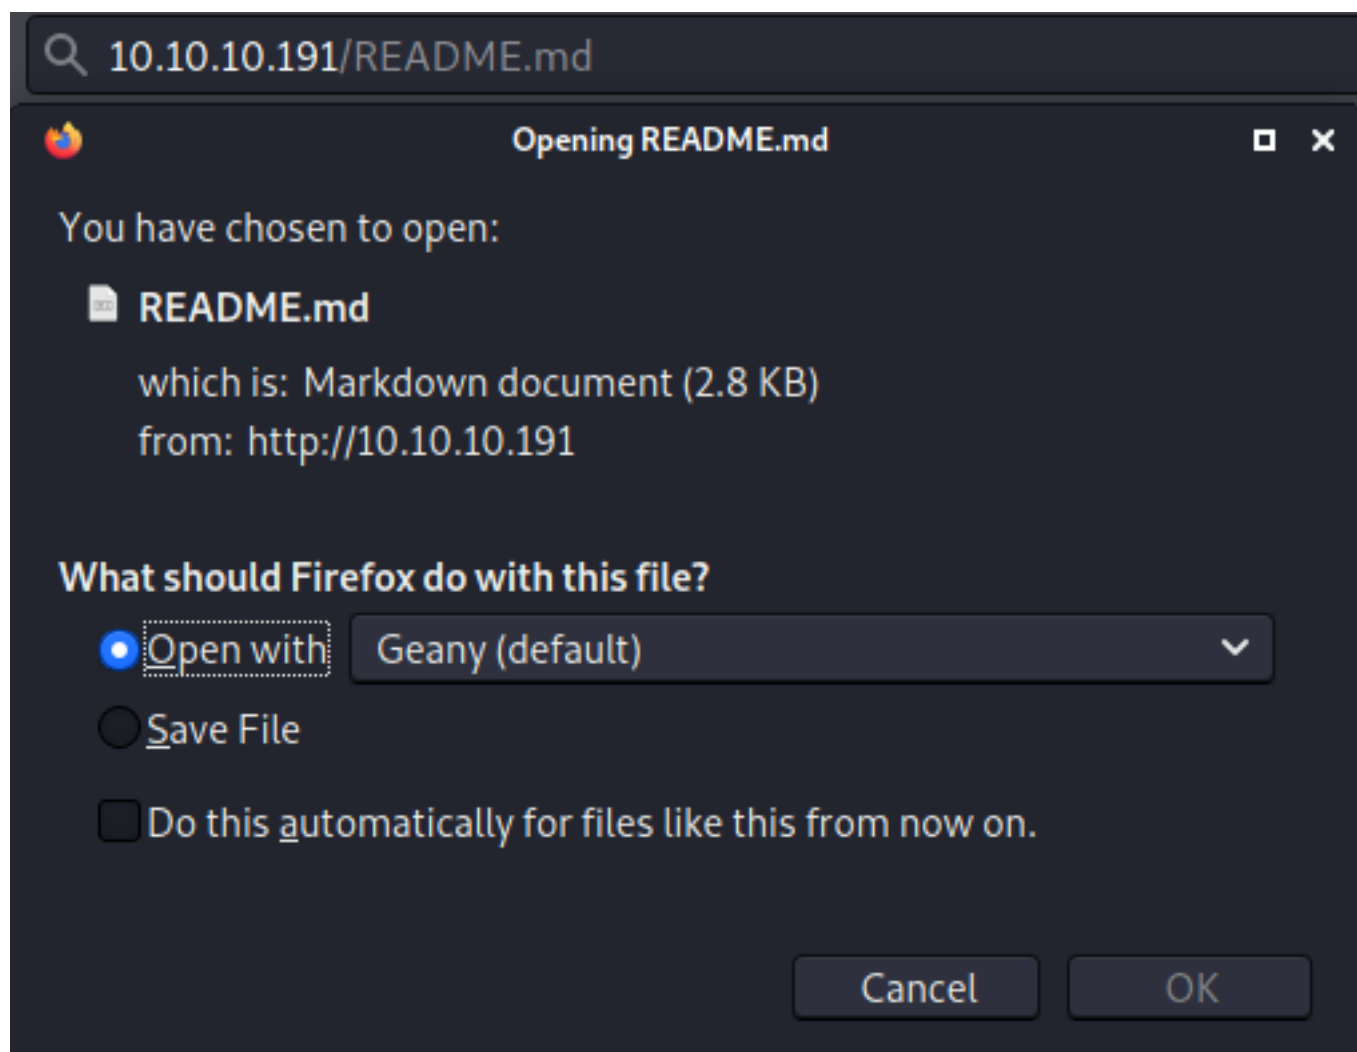 10.10.10.191/README.md
Opening README.md
You have chosen to open:
README.md
which is: Markdown document (2.8 KB)
from: http://10.10.10.191
What should Firefox do with this file?
Open with Geany (default)
Save File
Do this automatically for files like this from now on.
Cancel OK